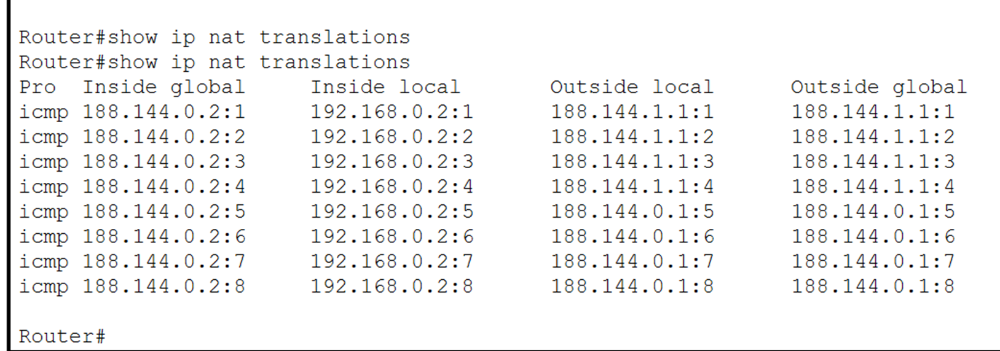 Router#show ip nat translations
Router#show ip nat translations
Pro  Inside global     Inside local       Outside local      Outside global
icmp 188.144.0.2:1     192.168.0.2:1      188.144.1.1:1      188.144.1.1:1
icmp 188.144.0.2:2     192.168.0.2:2      188.144.1.1:2      188.144.1.1:2
icmp 188.144.0.2:3     192.168.0.2:3      188.144.1.1:3      188.144.1.1:3
icmp 188.144.0.2:4     192.168.0.2:4      188.144.1.1:4      188.144.1.1:4
icmp 188.144.0.2:5     192.168.0.2:5      188.144.0.1:5      188.144.0.1:5
icmp 188.144.0.2:6     192.168.0.2:6      188.144.0.1:6      188.144.0.1:6
icmp 188.144.0.2:7     192.168.0.2:7      188.144.0.1:7      188.144.0.1:7
icmp 188.144.0.2:8     192.168.0.2:8      188.144.0.1:8      188.144.0.1:8
Router#